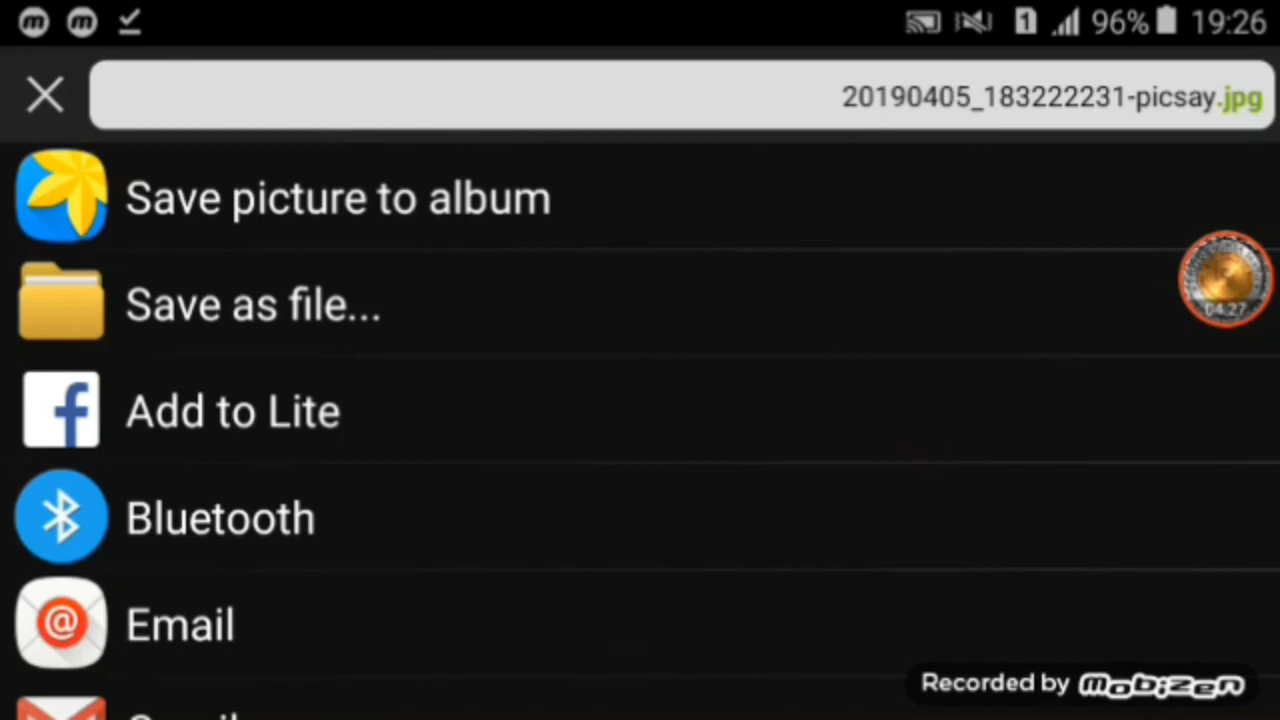 96% 19:26
20190405_183222231-picsay.jpg
Save picture to album
Save as file...
04:27
Add to Lite
Bluetooth
Email
Recorded by mobizen